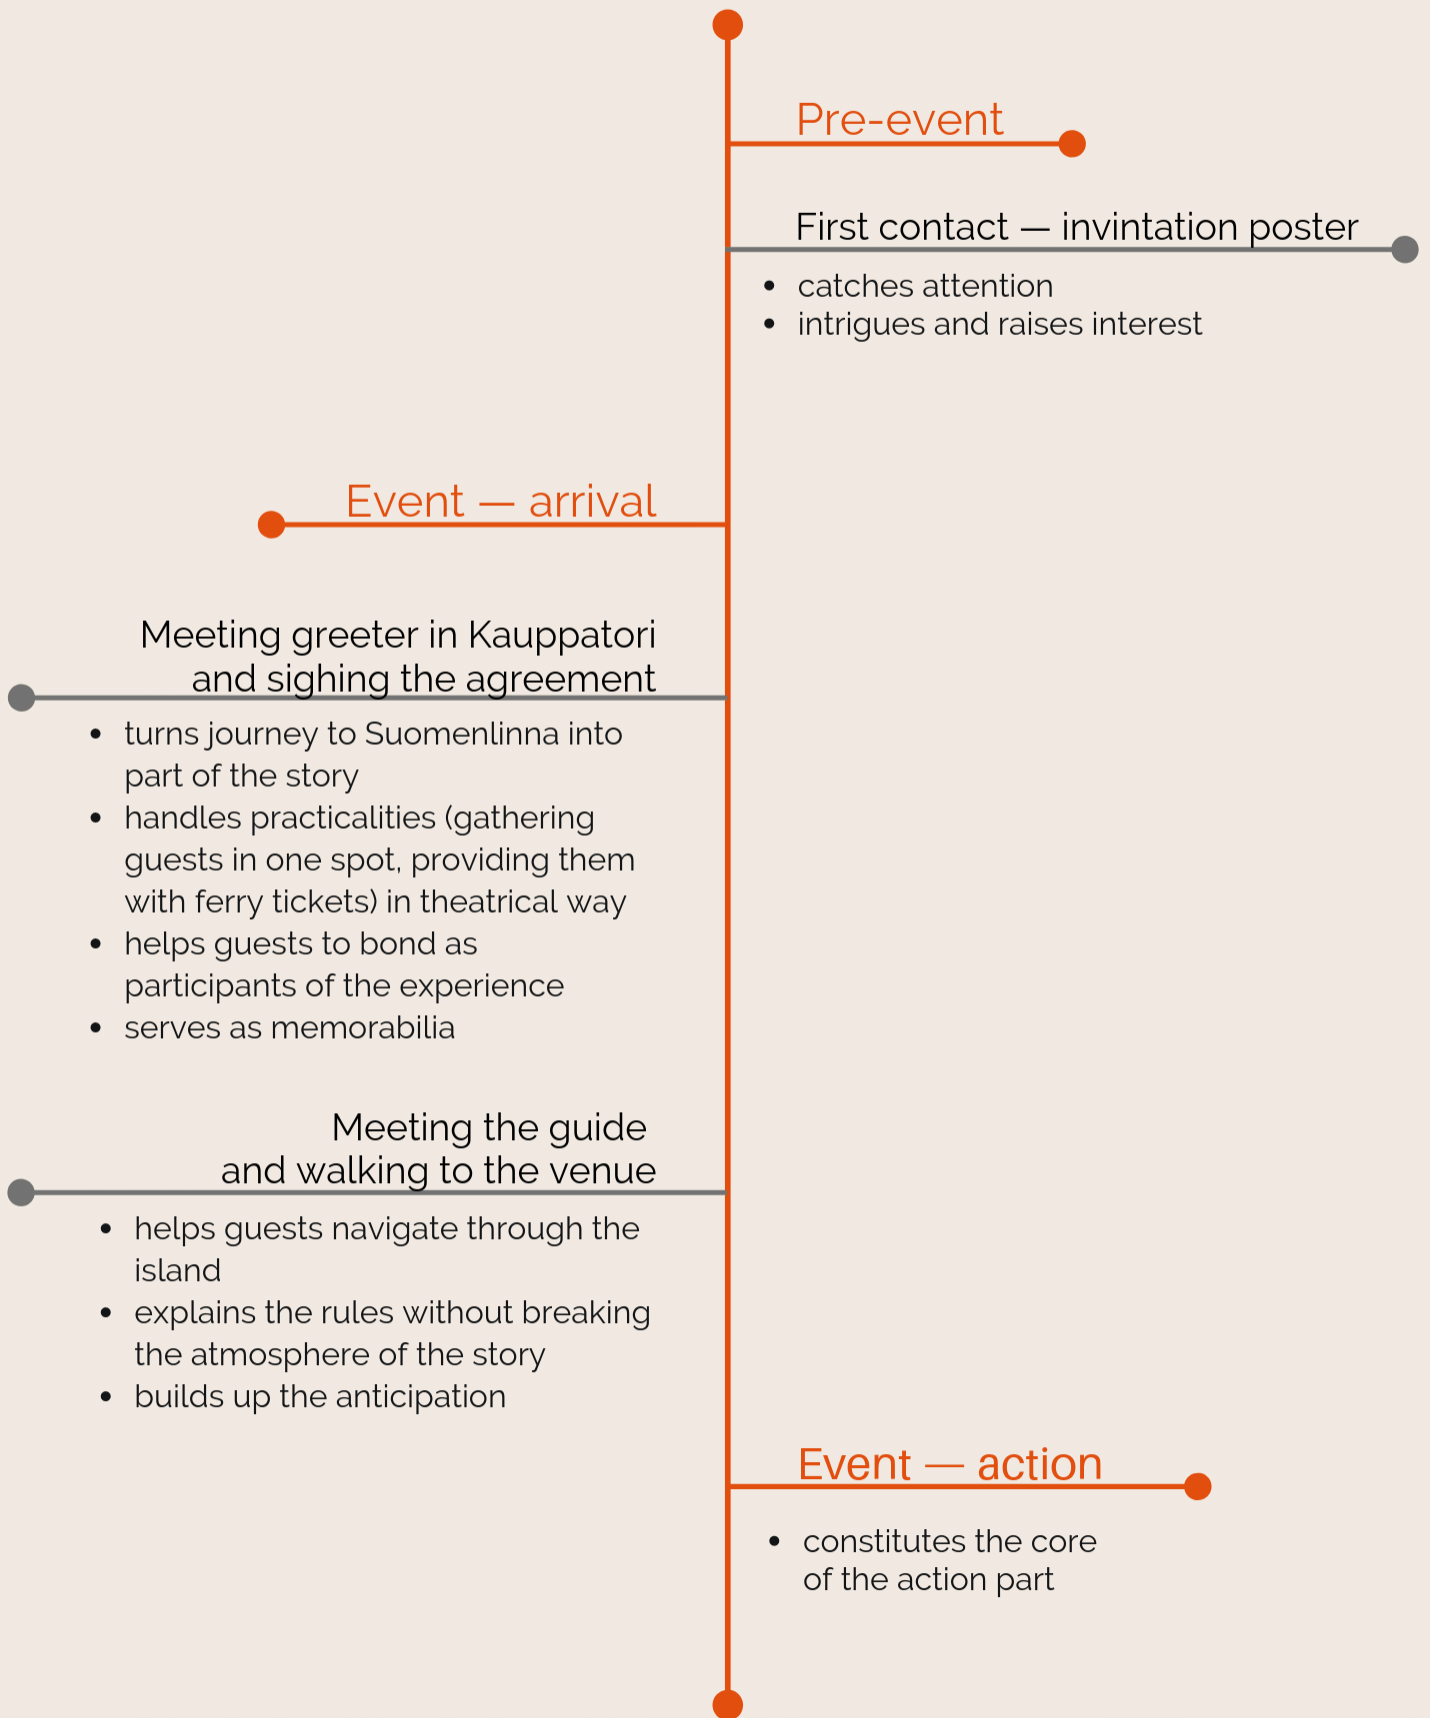 Pre-event
First contact — invintation poster
• catches attention
• intrigues and raises interest
Event — arrival
Meeting greeter in Kauppatori
and sighing the agreement
• turns journey to Suomenlinna into
part of the story
• handles practicalities (gathering
guests in one spot, providing them
with ferry tickets) in theatrical way
• helps guests to bond as
participants of the experience
• serves as memorabilia
Meeting the guide
and walking to the venue
• helps guests navigate through the
island
• explains the rules without breaking
the atmosphere of the story
• builds up the anticipation
Event — action
• constitutes the core
of the action part